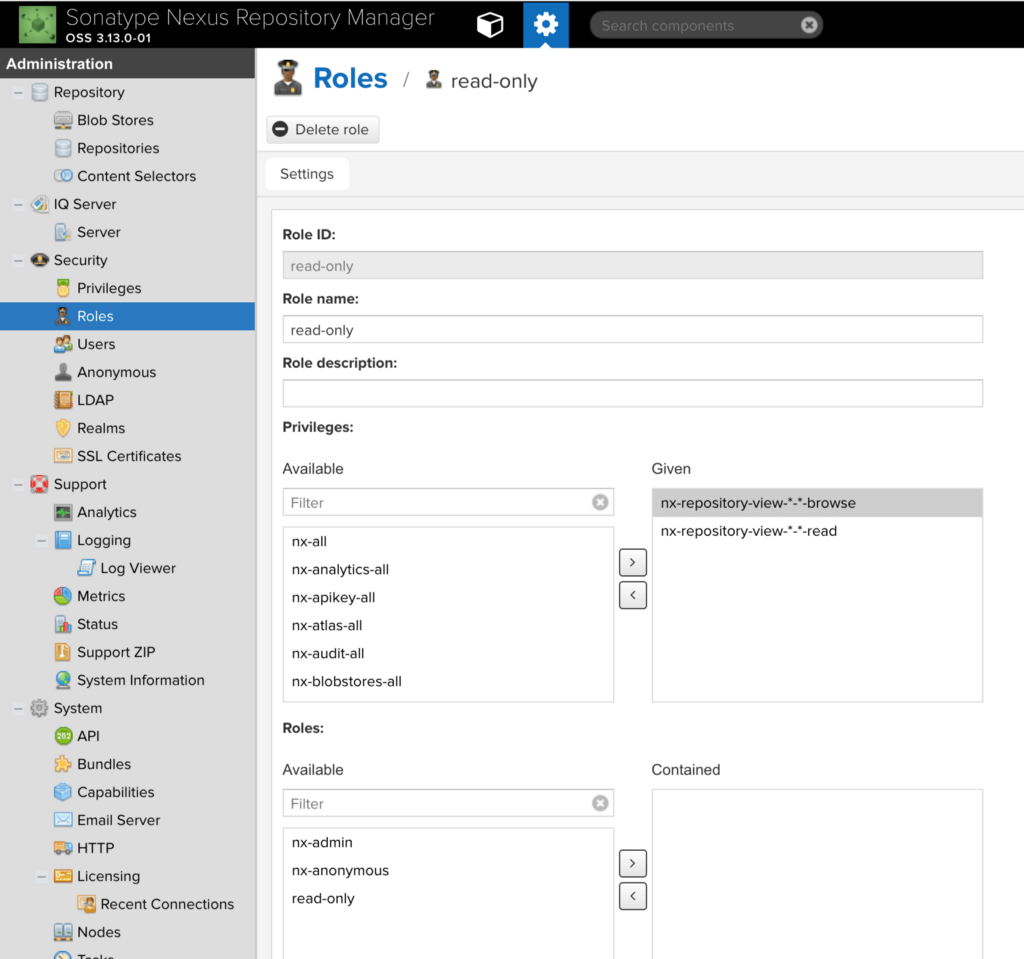 Sonatype Nexus Repository Manager
OSS 3.13.0-01
Search components
Administration
Repository
Blob Stores
Repositories
Content Selectors
IQ Server
Server
Security
Privileges
Roles
Users
Anonymous
LDAP
Realms
SSL Certificates
Support
Analytics
Logging
Log Viewer
Metrics
Status
Support ZIP
System Information
System
API
Bundles
Capabilities
Email Server
HTTP
Licensing
Recent Connections
Nodes
Tasks
Roles / read-only
Delete role
Settings
Role ID:
read-only
Role name:
read-only
Role description:
Privileges:
Available
Filter
nx-all
nx-analytics-all
nx-apikey-all
nx-atlas-all
nx-audit-all
nx-blobstores-all
>
<
Given
nx-repository-view-*-*-browse
nx-repository-view-*-*-read
Roles:
Available
Filter
nx-admin
nx-anonymous
read-only
>
<
Contained